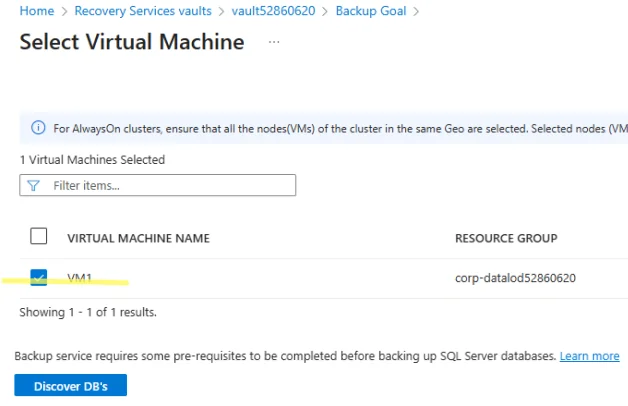 Home > Recovery Services vaults > vault52860620 > Backup Goal >
Select Virtual Machine ...
For AlwaysOn clusters, ensure that all the nodes(VMs) of the cluster in the same Geo are selected. Selected nodes (VM
1 Virtual Machines Selected
Filter items...
VIRTUAL MACHINE NAME RESOURCE GROUP
VM1 corp-datalod52860620
Showing 1 - 1 of 1 results.
Backup service requires some pre-requisites to be completed before backing up SQL Server databases. Learn more
Discover DB's